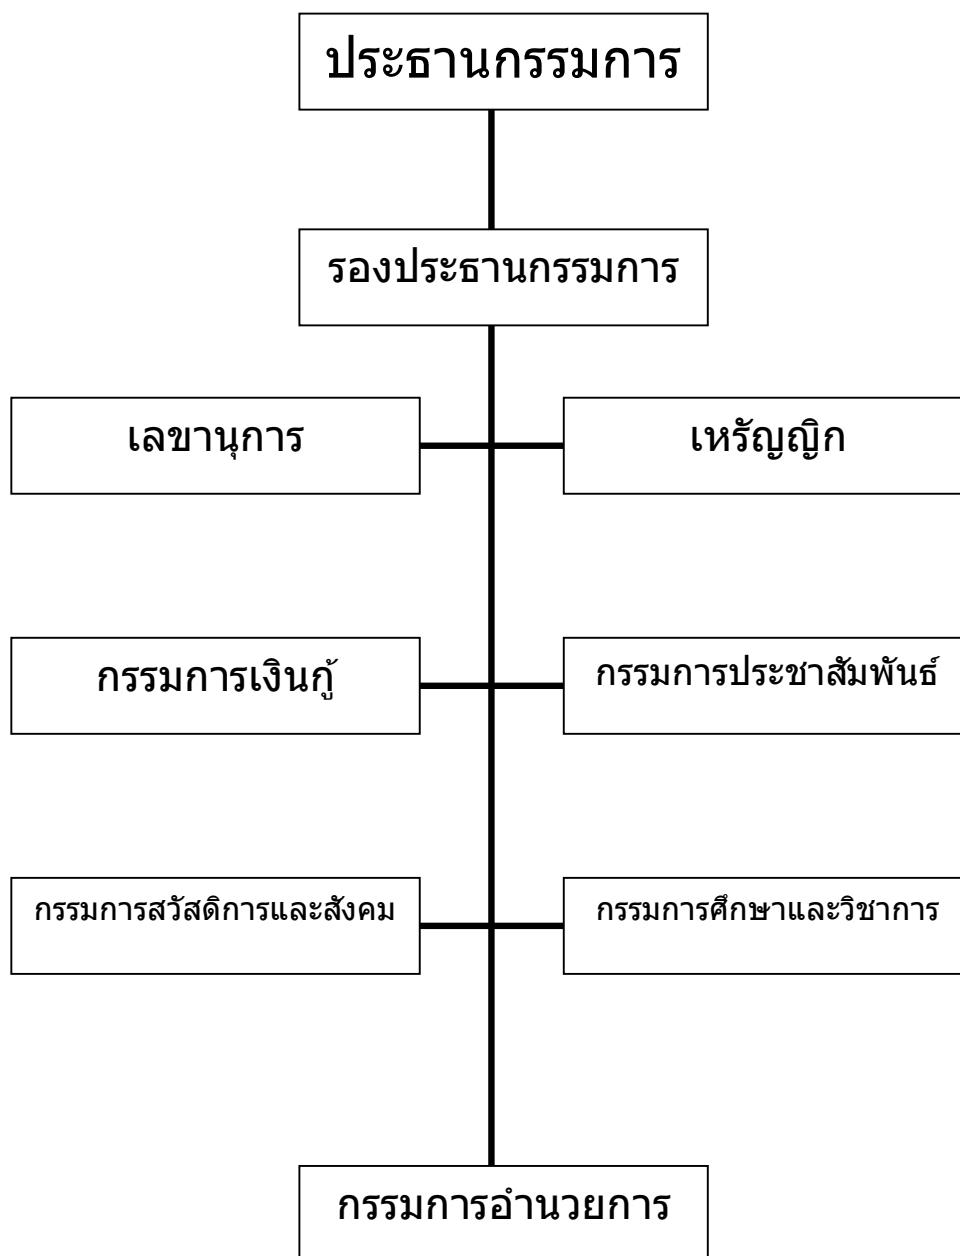 ประธานกรรมการ
รองประธานกรรมการ
เลขานุการ
เหรัญญิก
กรรมการเงินกู้
กรรมการประชาสัมพันธ์
กรรมการสวัสดิการและสังคม
กรรมการศึกษาและวิชาการ
กรรมการอำนวยการ